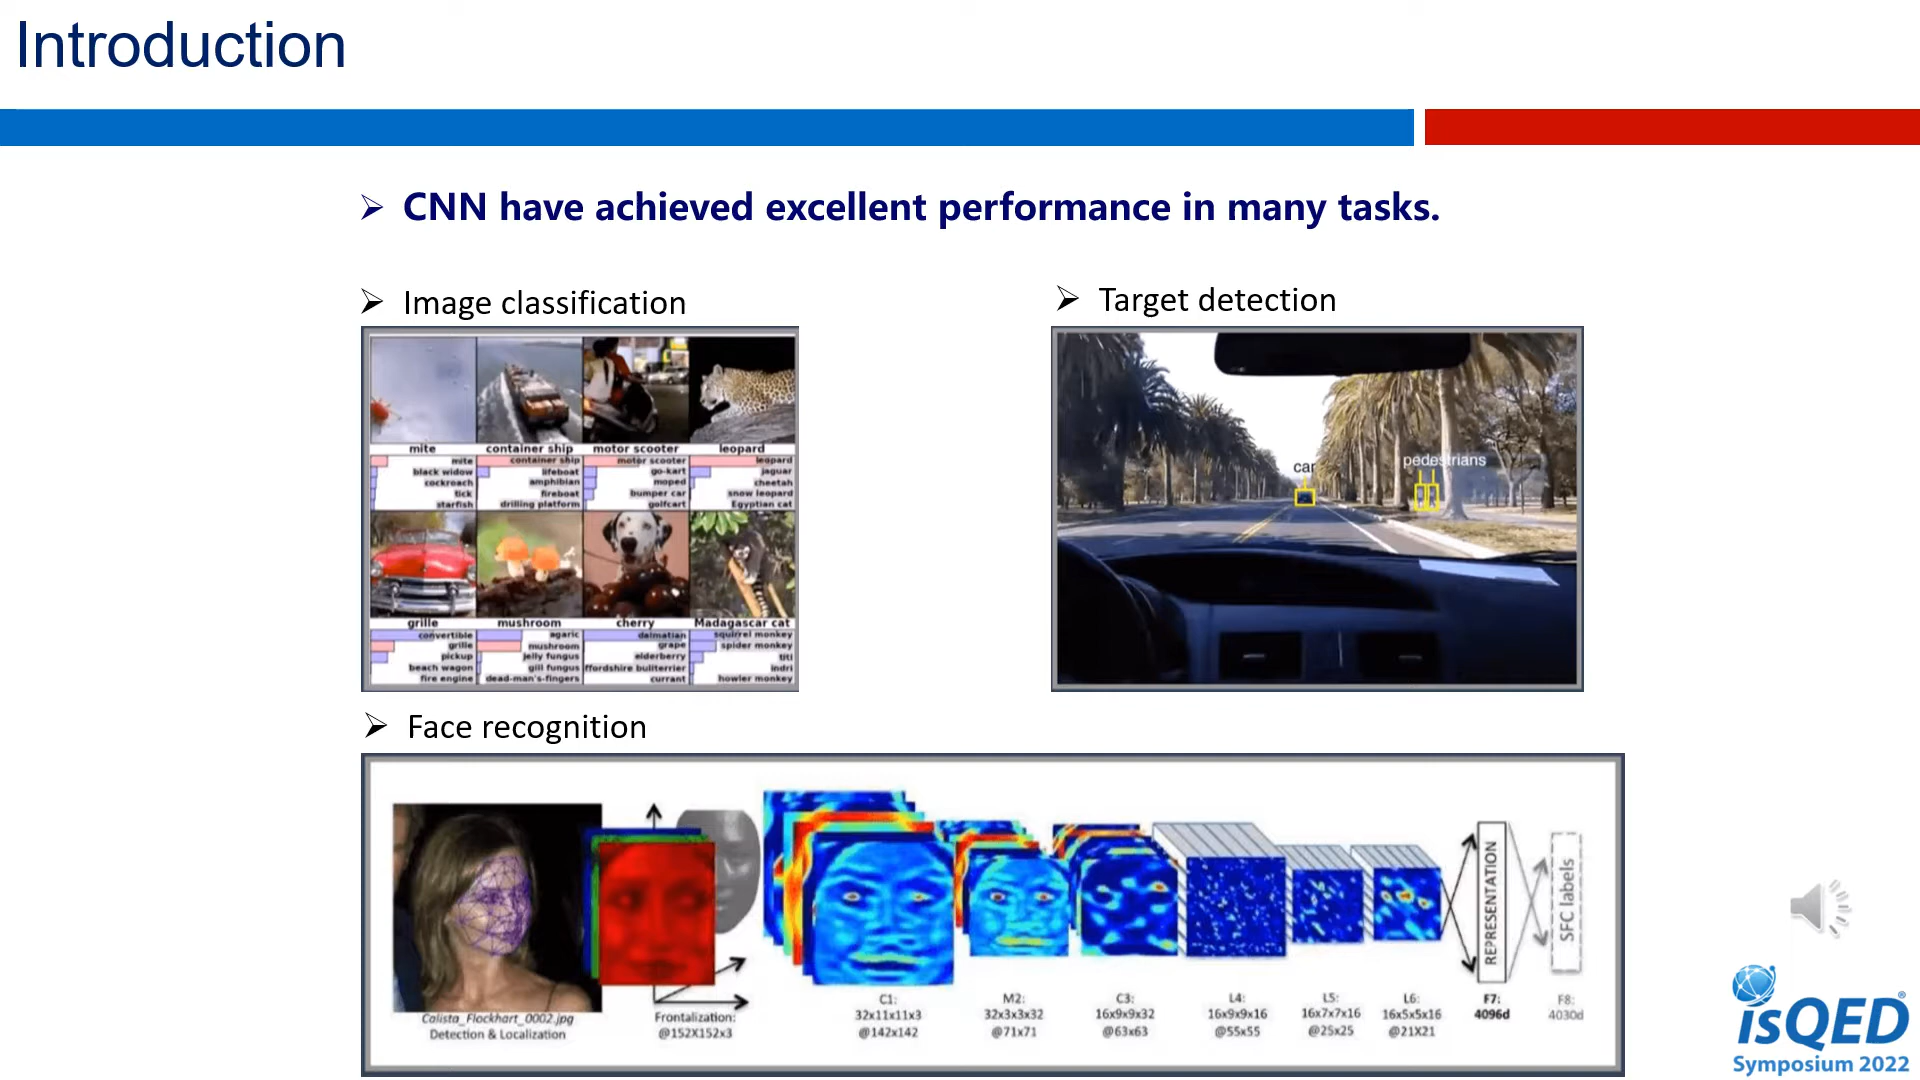 Introduction
➢ CNN have achieved excellent performance in many tasks.
➢ Image classification
mite container ship motor scooter leopard
mite container ship motor scooter leopard
black widow lifeboat go-kart jaguar
cockroach amphibian moped cheetah
tick fireboat bumper car snow leopard
starfish drilling platform golfcart Egyptian cat
grille mushroom cherry Madagascar cat
convertible agaric dalmatian squirrel monkey
grille mushroom grape spider monkey
pickup jelly fungus elderberry titi
beach wagon gill fungus ffordshire bullterrier indri
fire engine dead-man's-fingers currant howler monkey
➢ Target detection
car
pedestrians
➢ Face recognition
Calista_Flockhart_0002.jpg
Detection & Localization
Frontalization:
@152X152x3
C1:
32x11x11x3
@142x142
M2:
32x3x3x32
@71x71
C3:
16x9x9x32
@63x63
L4:
16x9x9x16
@55x55
L5:
16x7x7x16
@25x25
L6:
16x5x5x16
@21X21
REPRESENTATION
F7:
4096d
SFC labels
F8:
4030d
isQED®
Symposium 2022